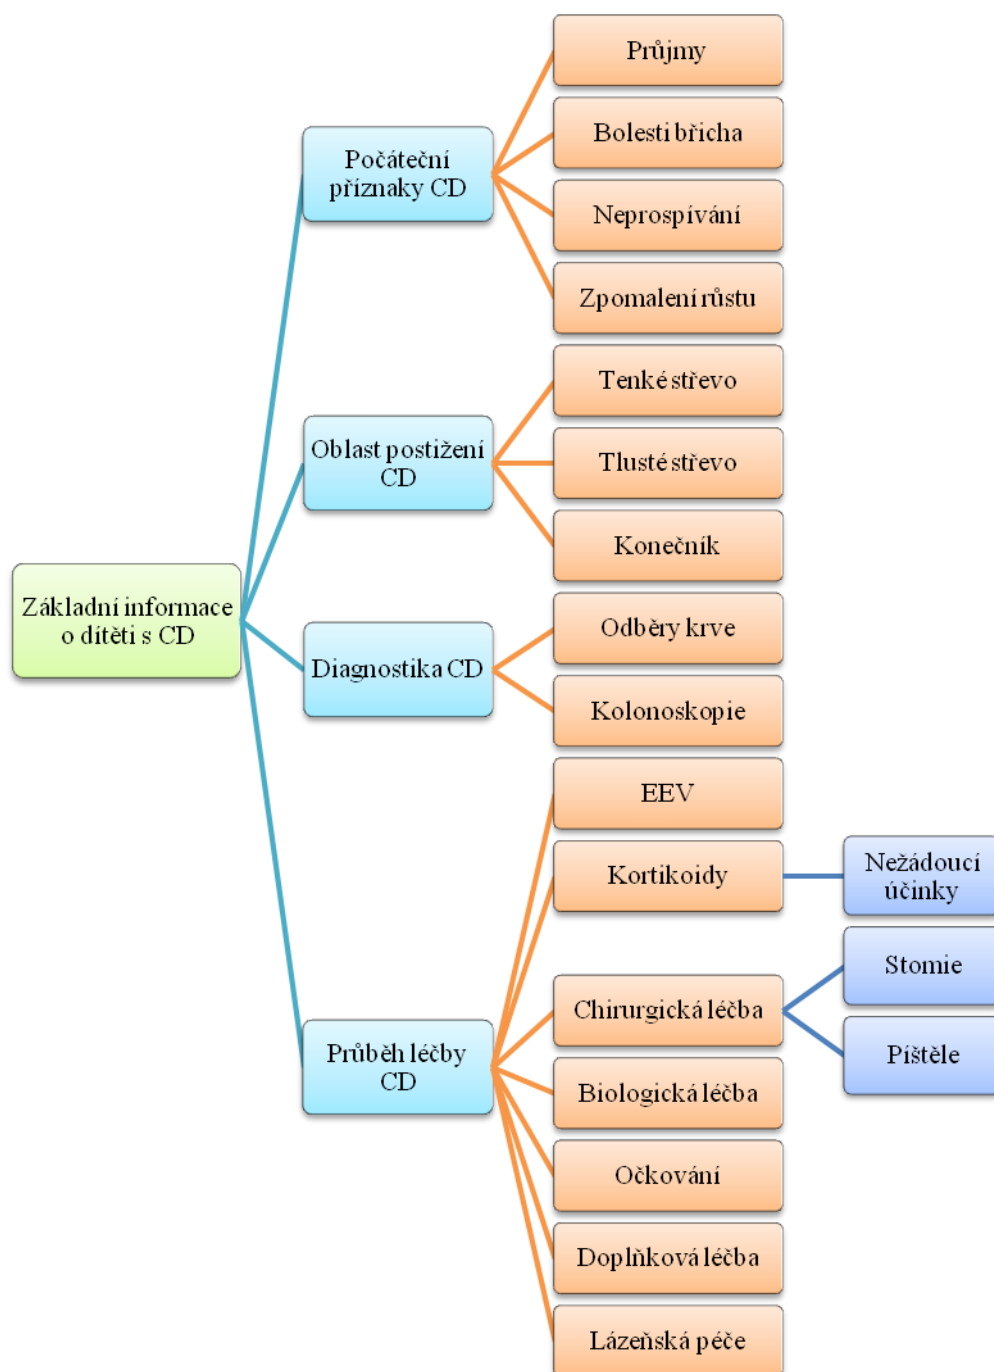 Základní informace
o dítěti s CD
Počáteční
příznaky CD
Průjmy
Bolesti břicha
Neprospívání
Zpomalení růstu
Oblast postižení
CD
Tenké střevo
Tlusté střevo
Konečník
Diagnostika CD
Odběry krve
Kolonoskopie
Průběh léčby
CD
EEV
Kortikoidy
Nežádoucí
účinky
Chirurgická léčba
Stomie
Píštěle
Biologická léčba
Očkování
Doplňková léčba
Lázeňská péče